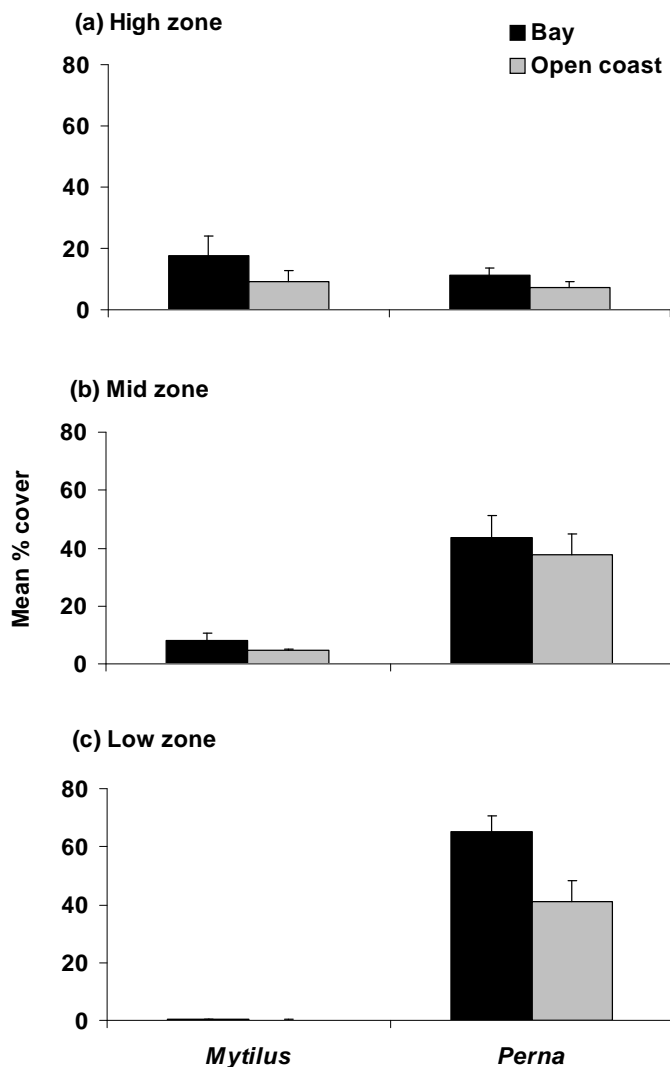 (a) High zone
Bay
Open coast
80
60
40
20
0
(b) Mid zone
80
60
40
20
0
Mean % cover
(c) Low zone
80
60
40
20
0
Mytilus Perna